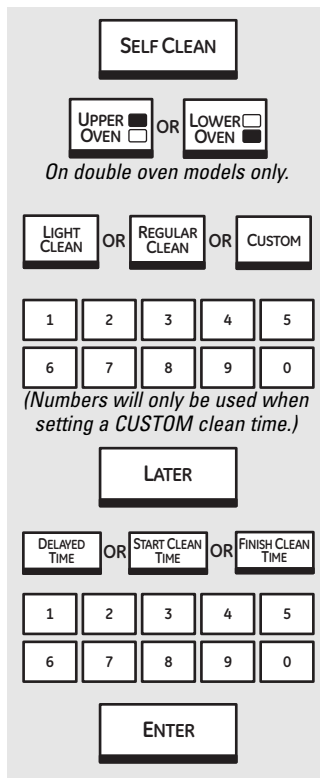 SELF CLEAN
UPPER OVEN OR LOWER OVEN
On double oven models only.
LIGHT CLEAN OR REGULAR CLEAN OR CUSTOM
1 2 3 4 5
6 7 8 9 0
(Numbers will only be used when
setting a CUSTOM clean time.)
LATER
DELAYED TIME OR START CLEAN TIME OR FINISH CLEAN TIME
1 2 3 4 5
6 7 8 9 0
ENTER